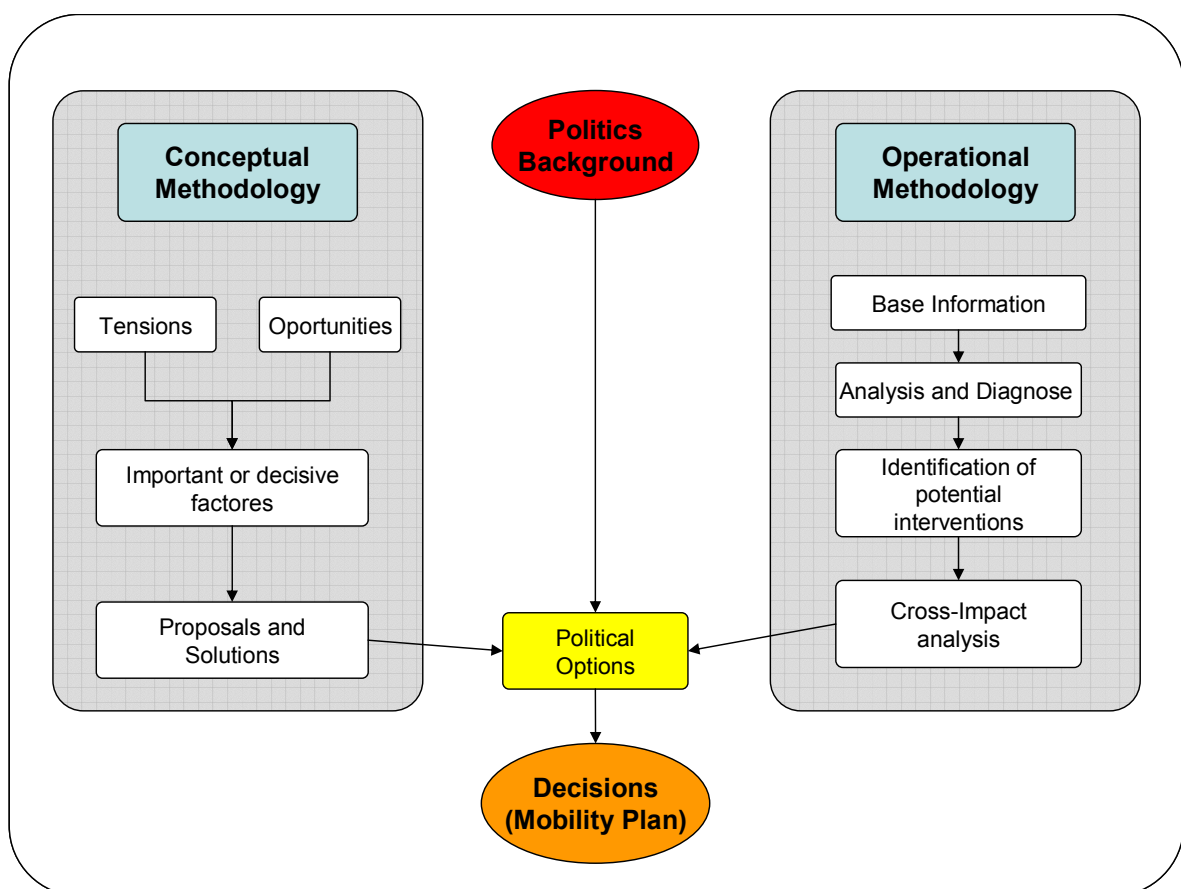 Conceptual
Methodology
Tensions
Oportunities
Important or decisive
factores
Proposals and
Solutions
Politics
Background
Political
Options
Decisions
(Mobility Plan)
Operational
Methodology
Base Information
Analysis and Diagnose
Identification of
potential
interventions
Cross-Impact
analysis